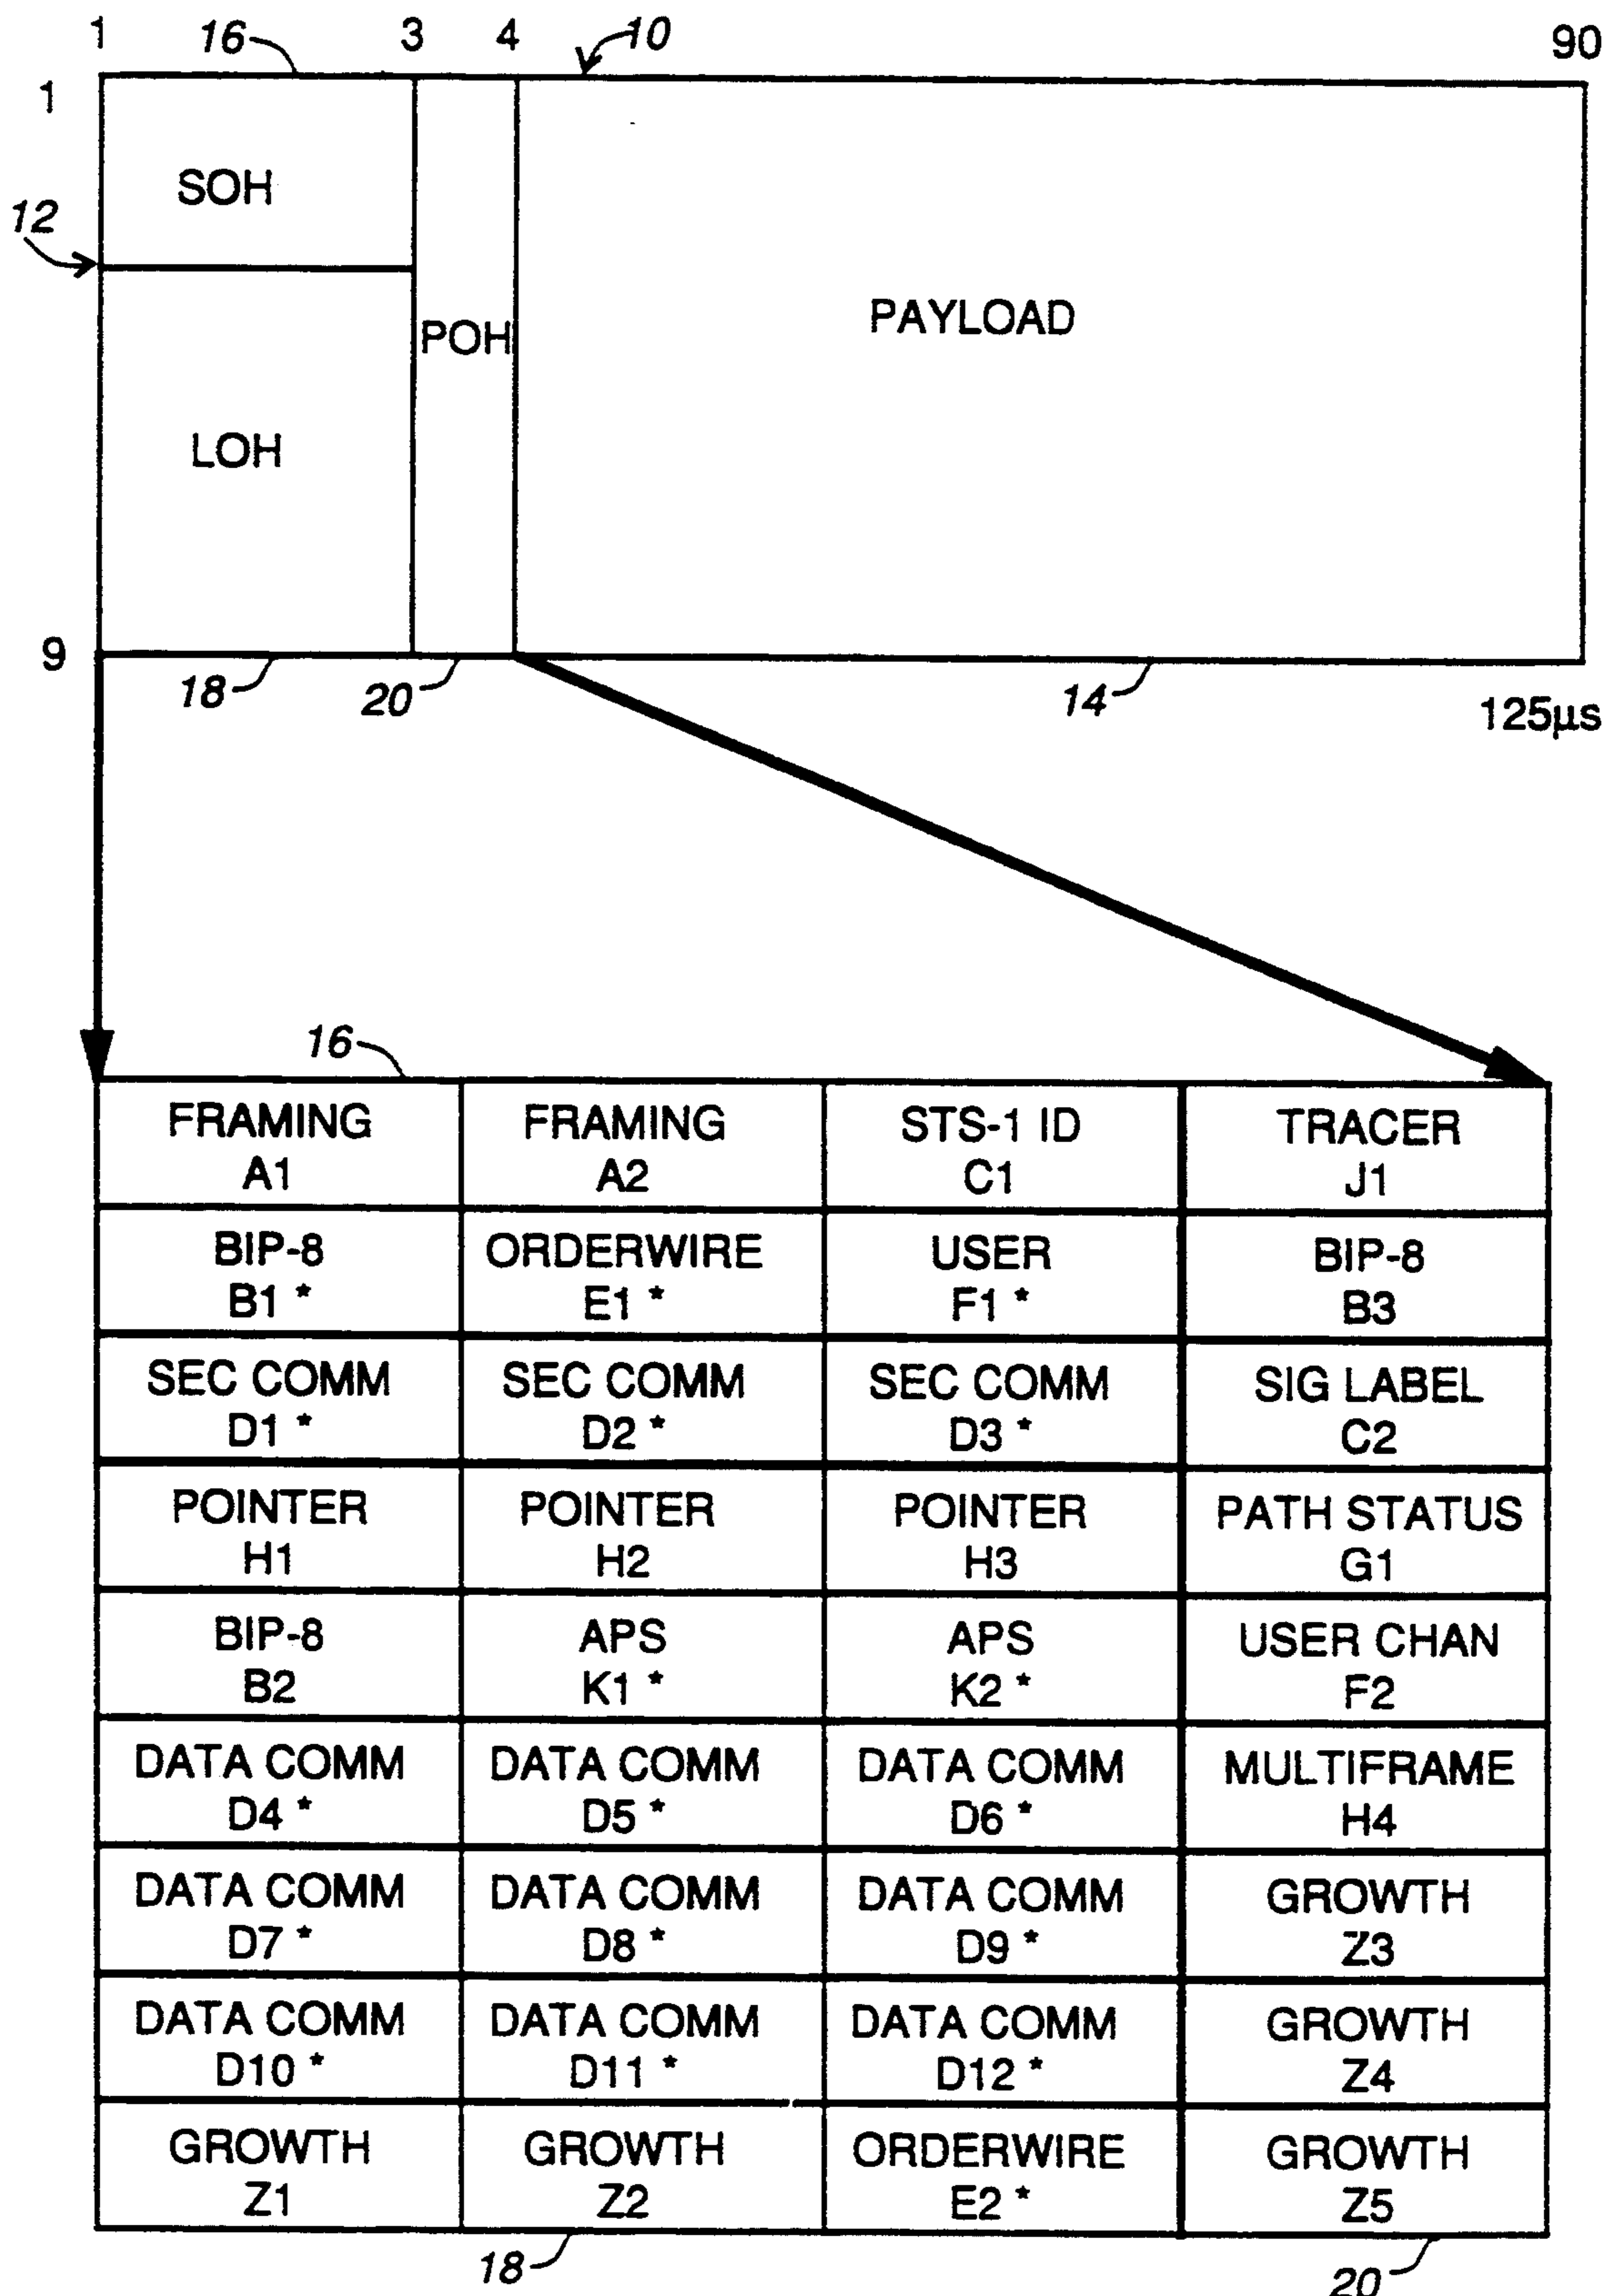 1 16 3 4 10 90
1
SOH
12
PAYLOAD
POH
LOH
9
18 20 14 125µs
16
FRAMING FRAMING STS-1 ID TRACER
A1 A2 C1 J1
BIP-8 ORDERWIRE USER BIP-8
B1 * E1 * F1 * B3
SEC COMM SEC COMM SEC COMM SIG LABEL
D1 * D2 * D3 * C2
POINTER POINTER POINTER PATH STATUS
H1 H2 H3 G1
BIP-8 APS APS USER CHAN
B2 K1 * K2 * F2
DATA COMM DATA COMM DATA COMM MULTIFRAME
D4 * D5 * D6 * H4
DATA COMM DATA COMM DATA COMM GROWTH
D7 * D8 * D9 * Z3
DATA COMM DATA COMM DATA COMM GROWTH
D10 * D11 * D12 * Z4
GROWTH GROWTH ORDERWIRE GROWTH
Z1 Z2 E2 * Z5
18 20